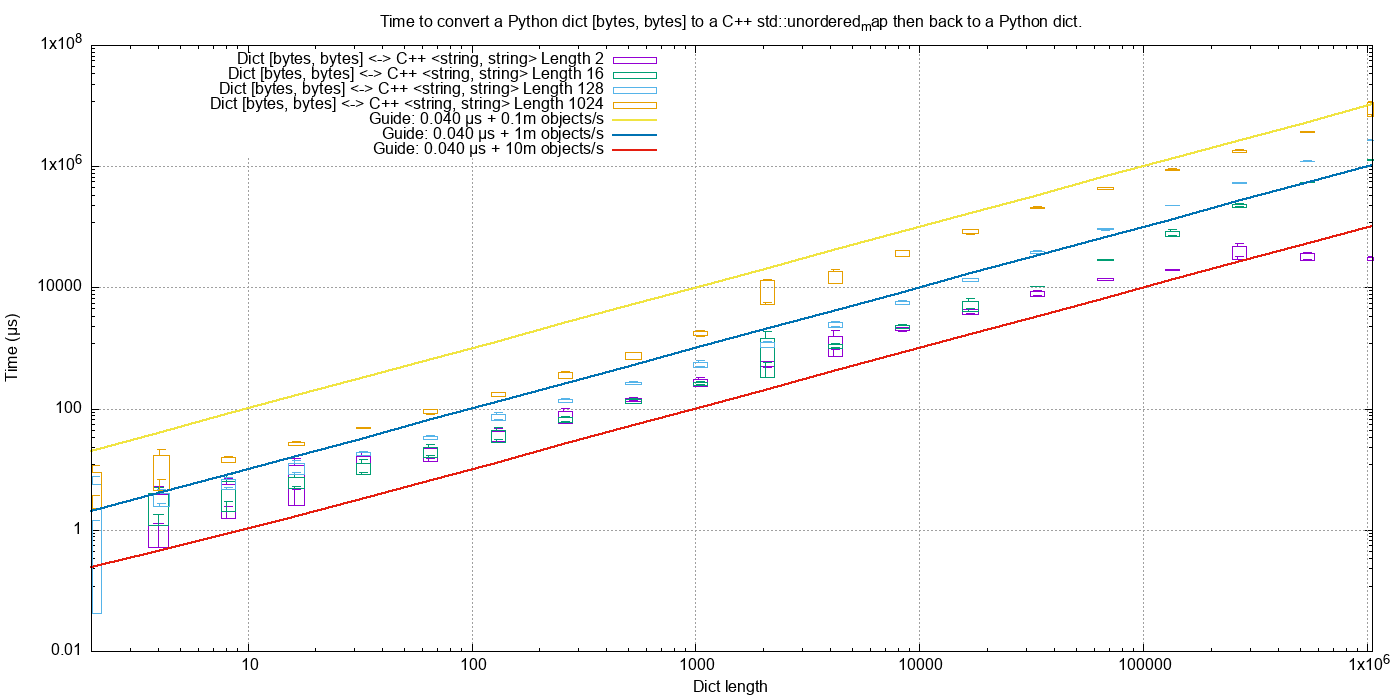 Time to convert a Python dict [bytes, bytes] to a C++ std::unordered_map then back to a Python dict.
1x10^8
1x10^6
10000
100
1
0.01
Time (µs)
Dict [bytes, bytes] <-> C++ <string, string> Length 2
Dict [bytes, bytes] <-> C++ <string, string> Length 16
Dict [bytes, bytes] <-> C++ <string, string> Length 128
Dict [bytes, bytes] <-> C++ <string, string> Length 1024
Guide: 0.040 µs + 0.1m objects/s
Guide: 0.040 µs + 1m objects/s
Guide: 0.040 µs + 10m objects/s
10 100 1000 10000 100000 1x10^6
Dict length